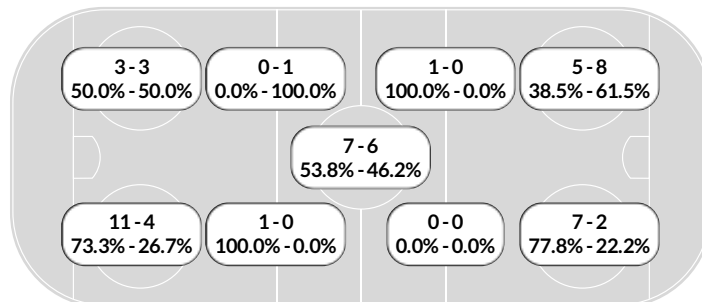 3 - 3
50.0% - 50.0%
0 - 1
0.0% - 100.0%
1 - 0
100.0% - 0.0%
5 - 8
38.5% - 61.5%
7 - 6
53.8% - 46.2%
11 - 4
73.3% - 26.7%
1 - 0
100.0% - 0.0%
0 - 0
0.0% - 0.0%
7 - 2
77.8% - 22.2%